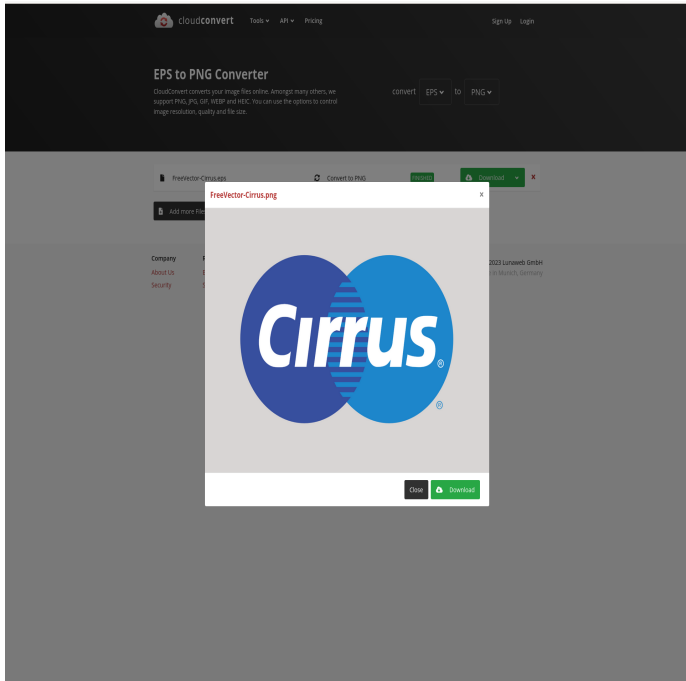 cloudconvert Tools API Pricing Sign Up Login
EPS to PNG Converter
CloudConvert converts your image files online. Amongst many others, we
support PNG, JPG, GIF, WEBP and HEIC. You can use the options to control
image resolution, quality and file size.
convert EPS to PNG
FreeVector-Cirrus.eps Convert to PNG FINISHED Download x
Add more Files
FreeVector-Cirrus.png x
Cirrus®
®
Close Download
Company
About Us
Security
2023 Lunaweb GmbH
Munich, Germany